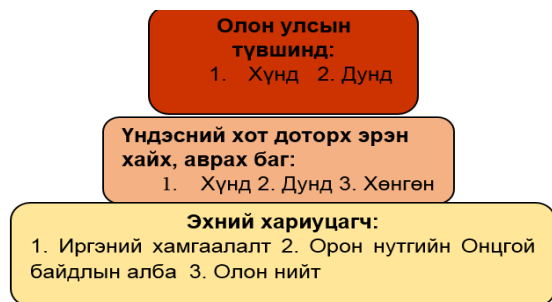 Олон улсын
түвшинд:
1. Хүнд 2. Дунд
Үндэсний хот доторх эрэн
хайх, аврах баг:
1. Хүнд 2. Дунд 3. Хөнгөн
Эхний хариуцагч:
1. Иргэний хамгаалалт 2. Орон нутгийн Онцгой
байдлын алба 3. Олон нийт